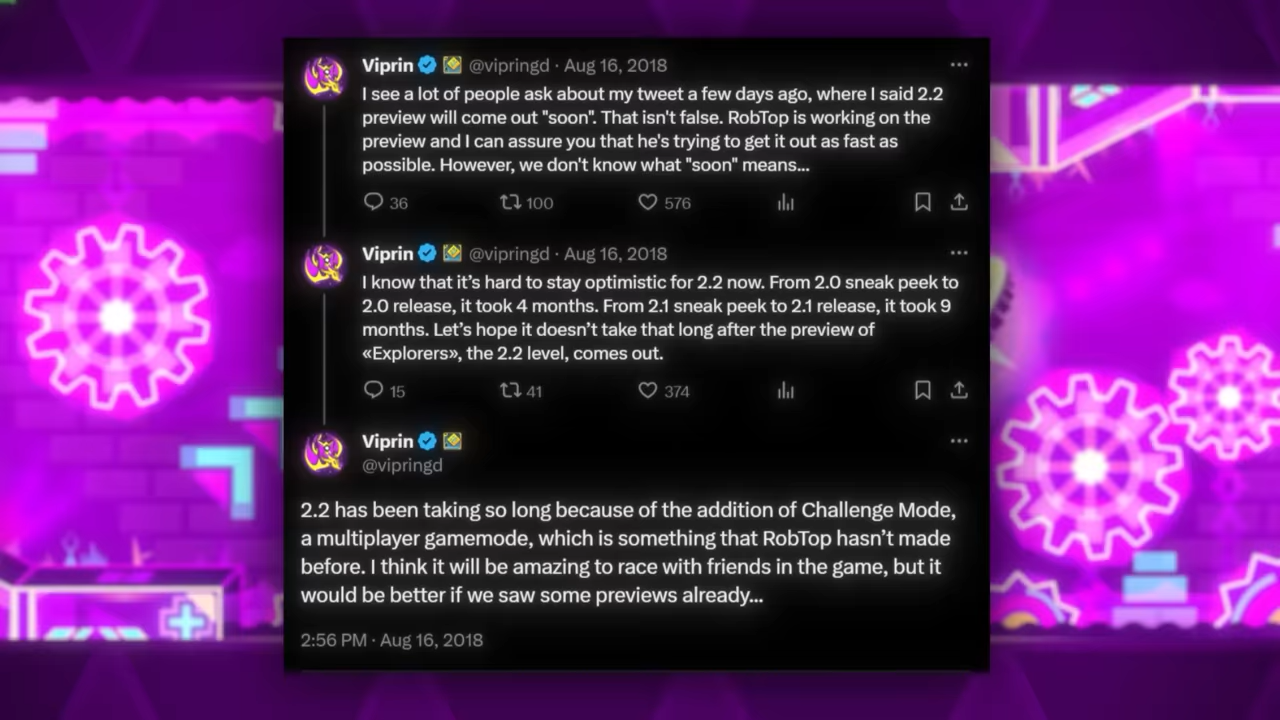 Viprin @vipringd · Aug 16, 2018
I see a lot of people ask about my tweet a few days ago, where I said 2.2
preview will come out "soon". That isn't false. RobTop is working on the
preview and I can assure you that he's trying to get it out as fast as
possible. However, we don't know what "soon" means...
36 100 576
Viprin @vipringd · Aug 16, 2018
I know that it’s hard to stay optimistic for 2.2 now. From 2.0 sneak peek to
2.0 release, it took 4 months. From 2.1 sneak peek to 2.1 release, it took 9
months. Let’s hope it doesn’t take that long after the preview of
«Explorers», the 2.2 level, comes out.
15 41 374
Viprin
@vipringd
2.2 has been taking so long because of the addition of Challenge Mode,
a multiplayer gamemode, which is something that RobTop hasn’t made
before. I think it will be amazing to race with friends in the game, but it
would be better if we saw some previews already...
2:56 PM · Aug 16, 2018